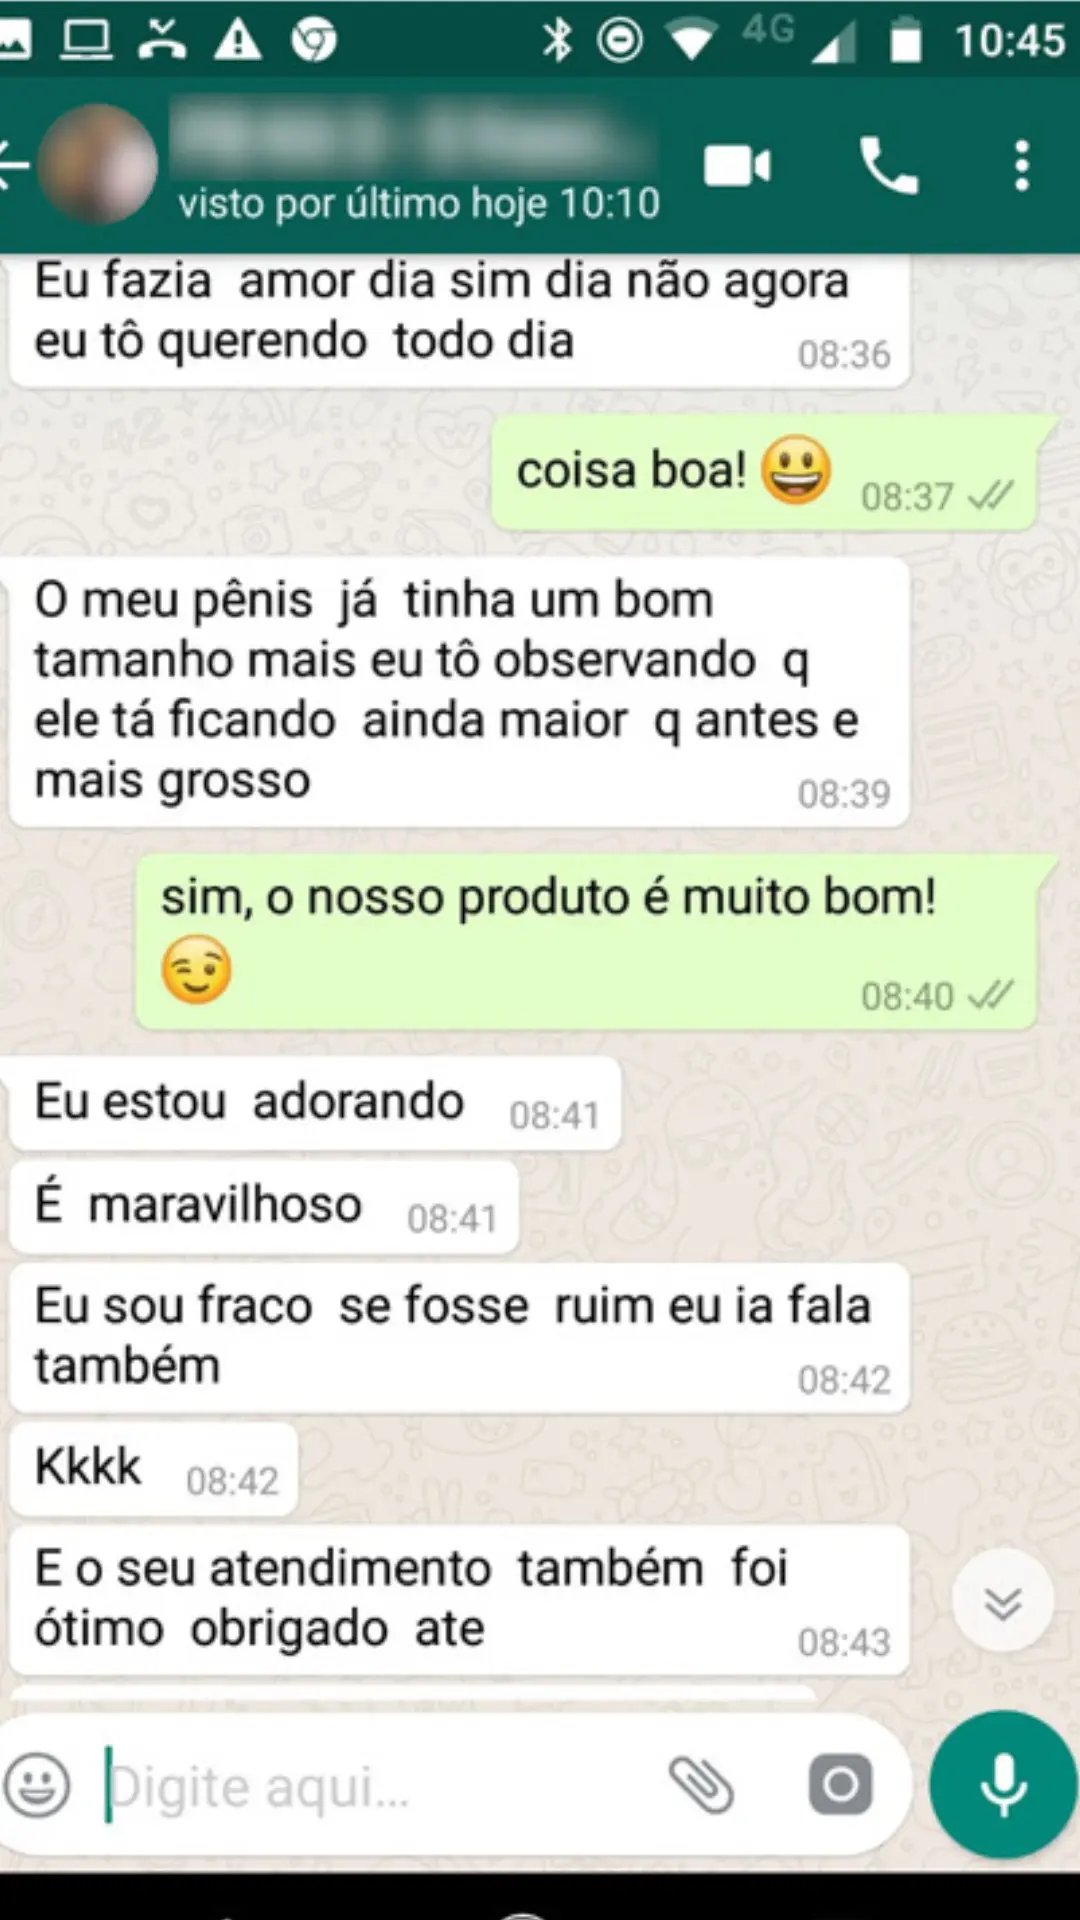 4G 10:45
visto por último hoje 10:10
Eu fazia amor dia sim dia não agora
eu tô querendo todo dia
08:36
coisa boa! 😃 08:37
O meu pênis já tinha um bom
tamanho mais eu tô observando q
ele tá ficando ainda maior q antes e
mais grosso
08:39
sim, o nosso produto é muito bom!
😉
08:40
Eu estou adorando 08:41
É maravilhoso 08:41
Eu sou fraco se fosse ruim eu ia fala
também
08:42
Kkkk 08:42
E o seu atendimento também foi
ótimo obrigado ate
08:43
Digite aqui...